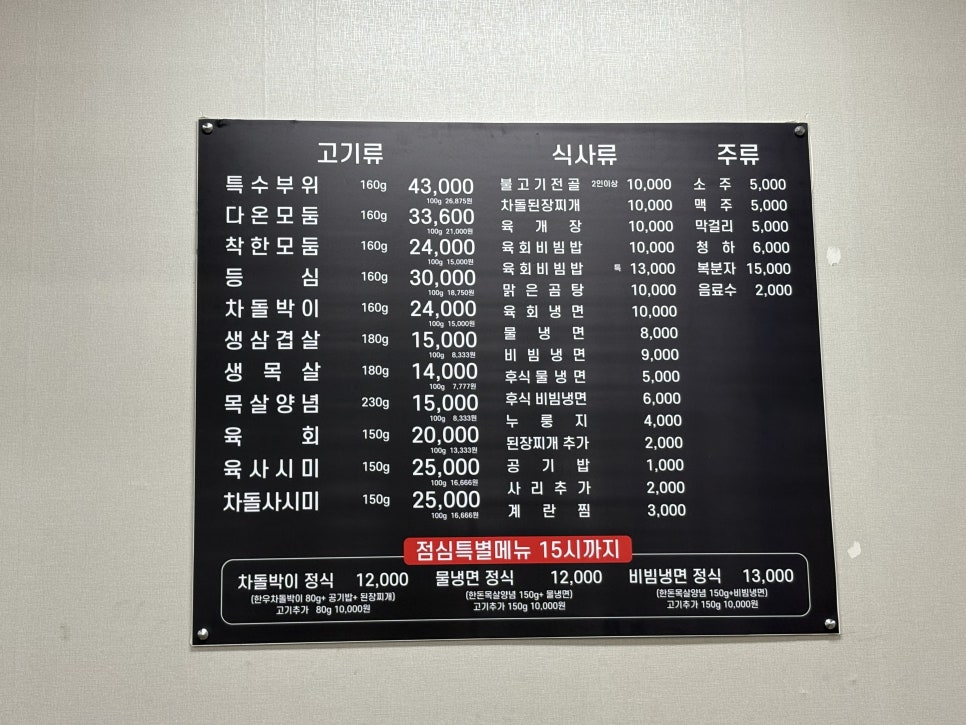 고기류
특수부위 160g 43,000
100g 26,875원
다온모둠 160g 33,600
100g 21,000원
착한모둠 160g 24,000
100g 15,000원
등심 160g 30,000
100g 18,750원
차돌박이 160g 24,000
100g 15,000원
생삼겹살 180g 15,000
100g 8,333원
생목살 180g 14,000
100g 7,777원
목살양념 230g 15,000
100g 8,333원
육회 150g 20,000
100g 13,333원
육사시미 150g 25,000
100g 16,666원
차돌사시미 150g 25,000
100g 16,666원
식사류
불고기전골 2인이상 10,000
차돌된장찌개 10,000
육개장 10,000
육회비빔밥 10,000
육회비빔밥 특 13,000
맑은곰탕 10,000
육회냉면 10,000
물냉면 8,000
비빔냉면 9,000
후식물냉면 5,000
후식비빔냉면 6,000
누룽지 4,000
된장찌개 추가 2,000
공기밥 1,000
사리추가 2,000
계란찜 3,000
주류
소주 5,000
맥주 5,000
막걸리 5,000
청하 6,000
복분자 15,000
음료수 2,000
점심특별메뉴 15시까지
차돌박이 정식 12,000
(한우차돌박이 80g+ 공기밥+ 된장찌개)
고기추가 80g 10,000원
물냉면 정식 12,000
(한돈목살양념 150g+ 물냉면)
고기추가 150g 10,000원
비빔냉면 정식 13,000
(한돈목살양념 150g+비빔냉면)
고기추가 150g 10,000원